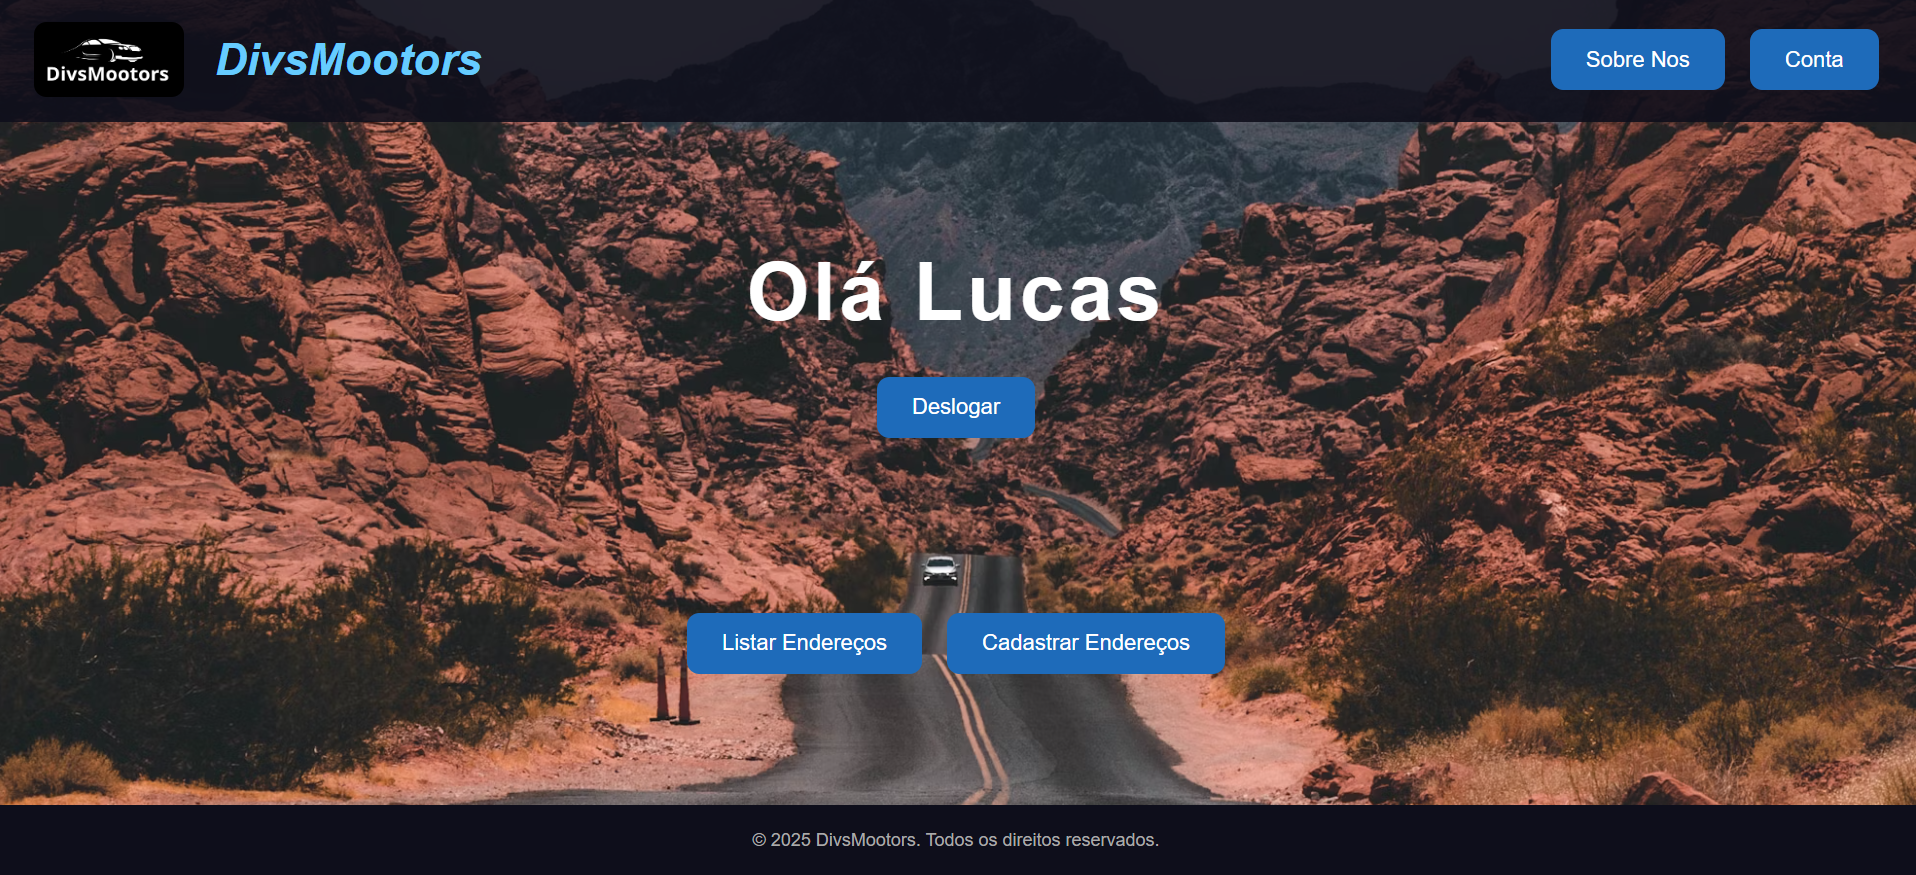 DivsMootors
DivsMootors
Sobre Nos
Conta
Olá Lucas
Deslogar
Listar Endereços
Cadastrar Endereços
© 2025 DivsMootors. Todos os direitos reservados.